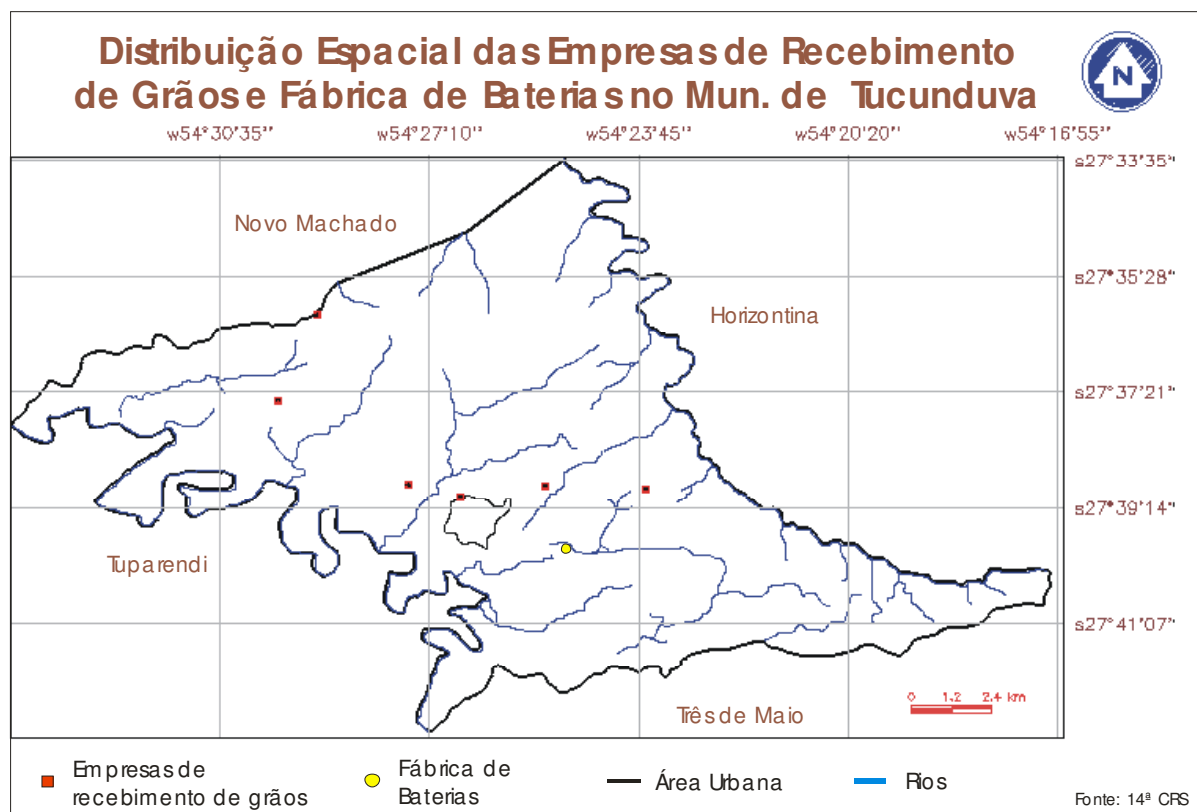 Distribuição Espacial das Empresas de Recebimento
de Grãos e Fábrica de Baterias no Mun. de Tucunduva
N
w54°30'35" w54°27'10" w54°23'45" w54°20'20" w54°16'55"
s27°33'35"
Novo Machado
s27°35'28"
Horizontina
s27°37'21"
s27°39'14"
Tuparendi
s27°41'07"
0 1.2 2.4 km
Três de Maio
Empresas de
recebimento de grãos
Fábrica de
Baterias
Área Urbana
Rios
Fonte: 14ª CRS